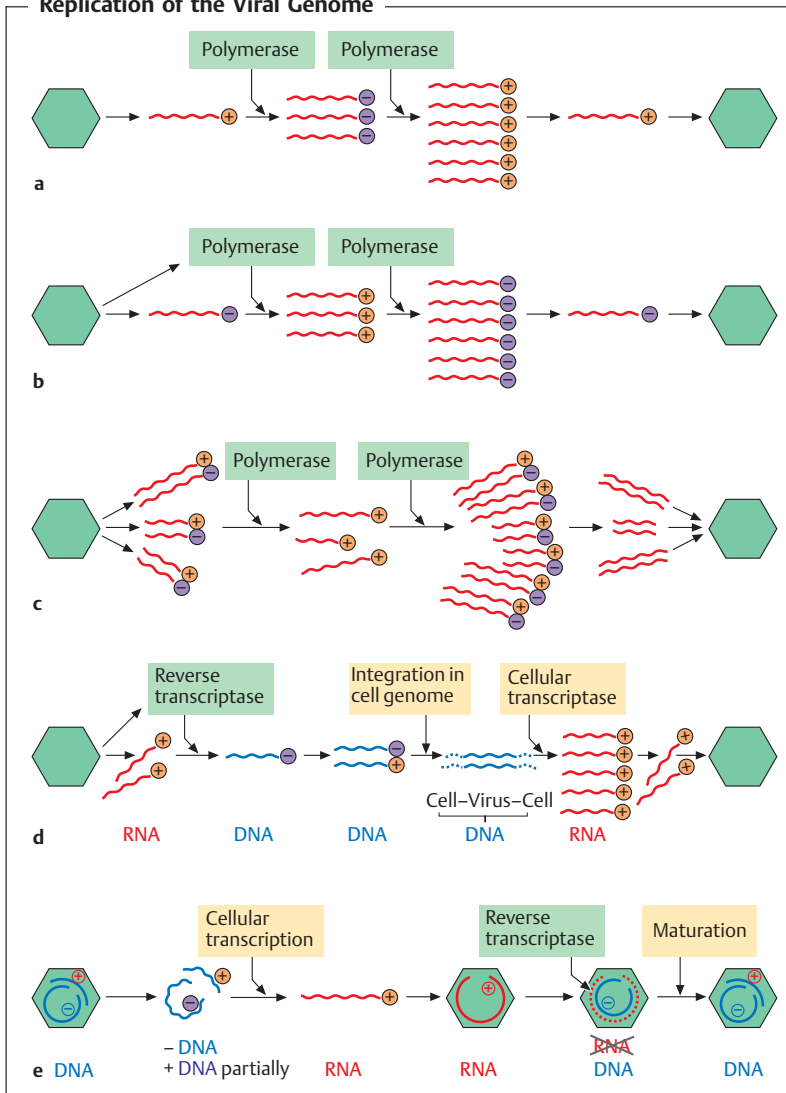 Replication of the Viral Genome
Polymerase Polymerase
+ − + +
− +
− +
+
+
+
a
Polymerase Polymerase
− + − −
+ −
+ −
−
−
−
b
Polymerase Polymerase
+ − + + −
+ − + + −
+ − + + −
+ −
+ −
+ −
c
Reverse
transcriptase
Integration in
cell genome
Cellular
transcriptase
+ − − + +
+ + + +
+
+
+
Cell–Virus–Cell
d RNA DNA DNA DNA RNA
Cellular
transcription
Reverse
transcriptase
Maturation
+ + + + +
− − − −
– DNA
+ DNA partially
e DNA RNA RNA RNA
DNA DNA